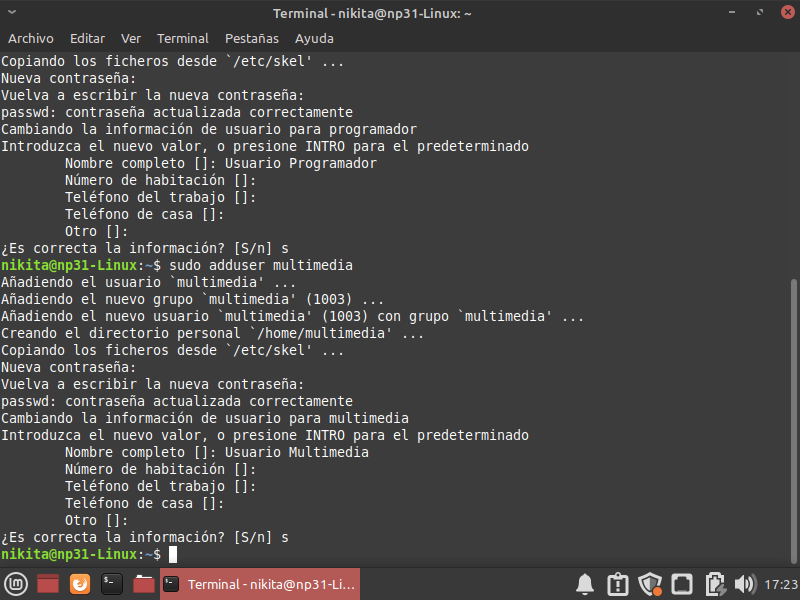 Terminal - nikita@np31-Linux: ~
Archivo Editar Ver Terminal Pestañas Ayuda
Copiando los ficheros desde `/etc/skel' ...
Nueva contraseña:
Vuelva a escribir la nueva contraseña:
passwd: contraseña actualizada correctamente
Cambiando la información de usuario para programador
Introduzca el nuevo valor, o presione INTRO para el predeterminado
Nombre completo []: Usuario Programador
Número de habitación []:
Teléfono del trabajo []:
Teléfono de casa []:
Otro []:
¿Es correcta la información? [S/n] s
nikita@np31-Linux:~$ sudo adduser multimedia
Añadiendo el usuario `multimedia' ...
Añadiendo el nuevo grupo `multimedia' (1003) ...
Añadiendo el nuevo usuario `multimedia' (1003) con grupo `multimedia' ...
Creando el directorio personal `/home/multimedia' ...
Copiando los ficheros desde `/etc/skel' ...
Nueva contraseña:
Vuelva a escribir la nueva contraseña:
passwd: contraseña actualizada correctamente
Cambiando la información de usuario para multimedia
Introduzca el nuevo valor, o presione INTRO para el predeterminado
Nombre completo []: Usuario Multimedia
Número de habitación []:
Teléfono del trabajo []:
Teléfono de casa []:
Otro []:
¿Es correcta la información? [S/n] s
nikita@np31-Linux:~$
Terminal - nikita@np31-Li...
17:23